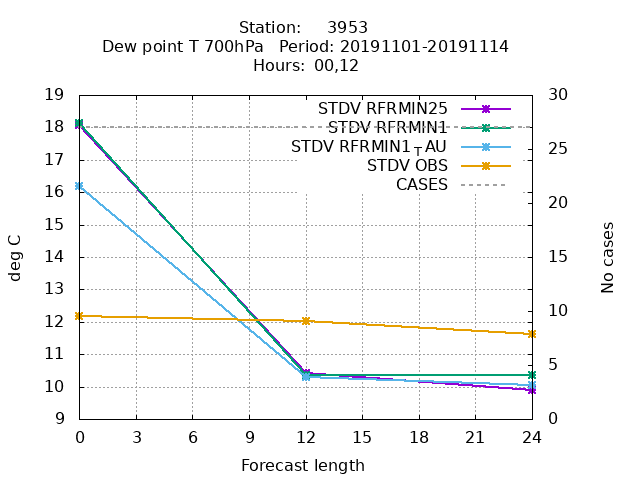 Station: 3953
Dew point T 700hPa Period: 20191101-20191114
Hours: 00,12
19
18
17
16
15
14
13
12
11
10
9
deg C
30
25
20
15
10
5
0
No cases
STDV RFRMIN25
STDV RFRMIN1
STDV RFRMIN1_TAU
STDV OBS
CASES
0 3 6 9 12 15 18 21 24
Forecast length